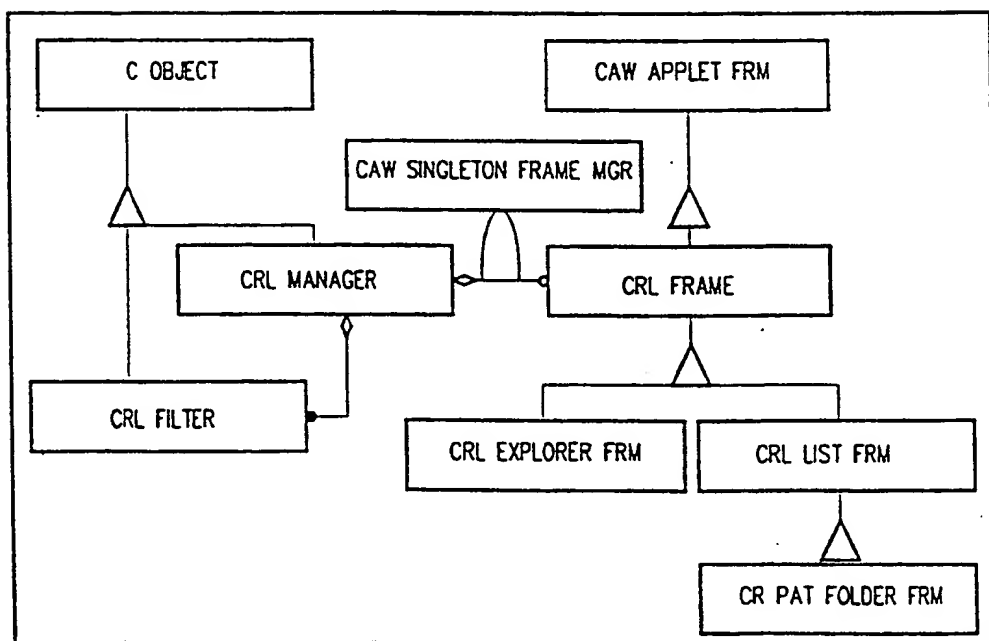 C OBJECT
CAW APPLET FRM
CAW SINGLETON FRAME MGR
CRL MANAGER
CRL FRAME
CRL FILTER
CRL EXPLORER FRM
CRL LIST FRM
CR PAT FOLDER FRM